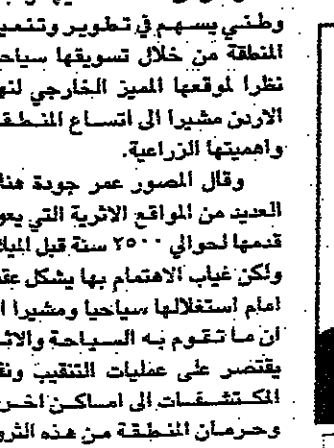 وطني يسهم في تطوير وتنمية
المنطقة من خلال تسويقها سياحيا
نظرا لموقعها المميز الخارجي لنهر
الاردن مشيرا الى اتساع المنطقة
واهميتها الزراعية.
وقال المصور عمر جودة هناك
العديد من المواقع الاثرية التي يعود
قدمها لحوالي ٢٥٠٠ سنة قبل الميلاد
ولكن غياب الاهتمام بها يشكل
امام استغلالها سياحيا ومشيرا
ان ما تقوم به السياحة والاثار
يقتصر على عمليات التنقيب ونقل
المكتشفات الى اماكن اخرى
وحرمان المنطقة من هذه